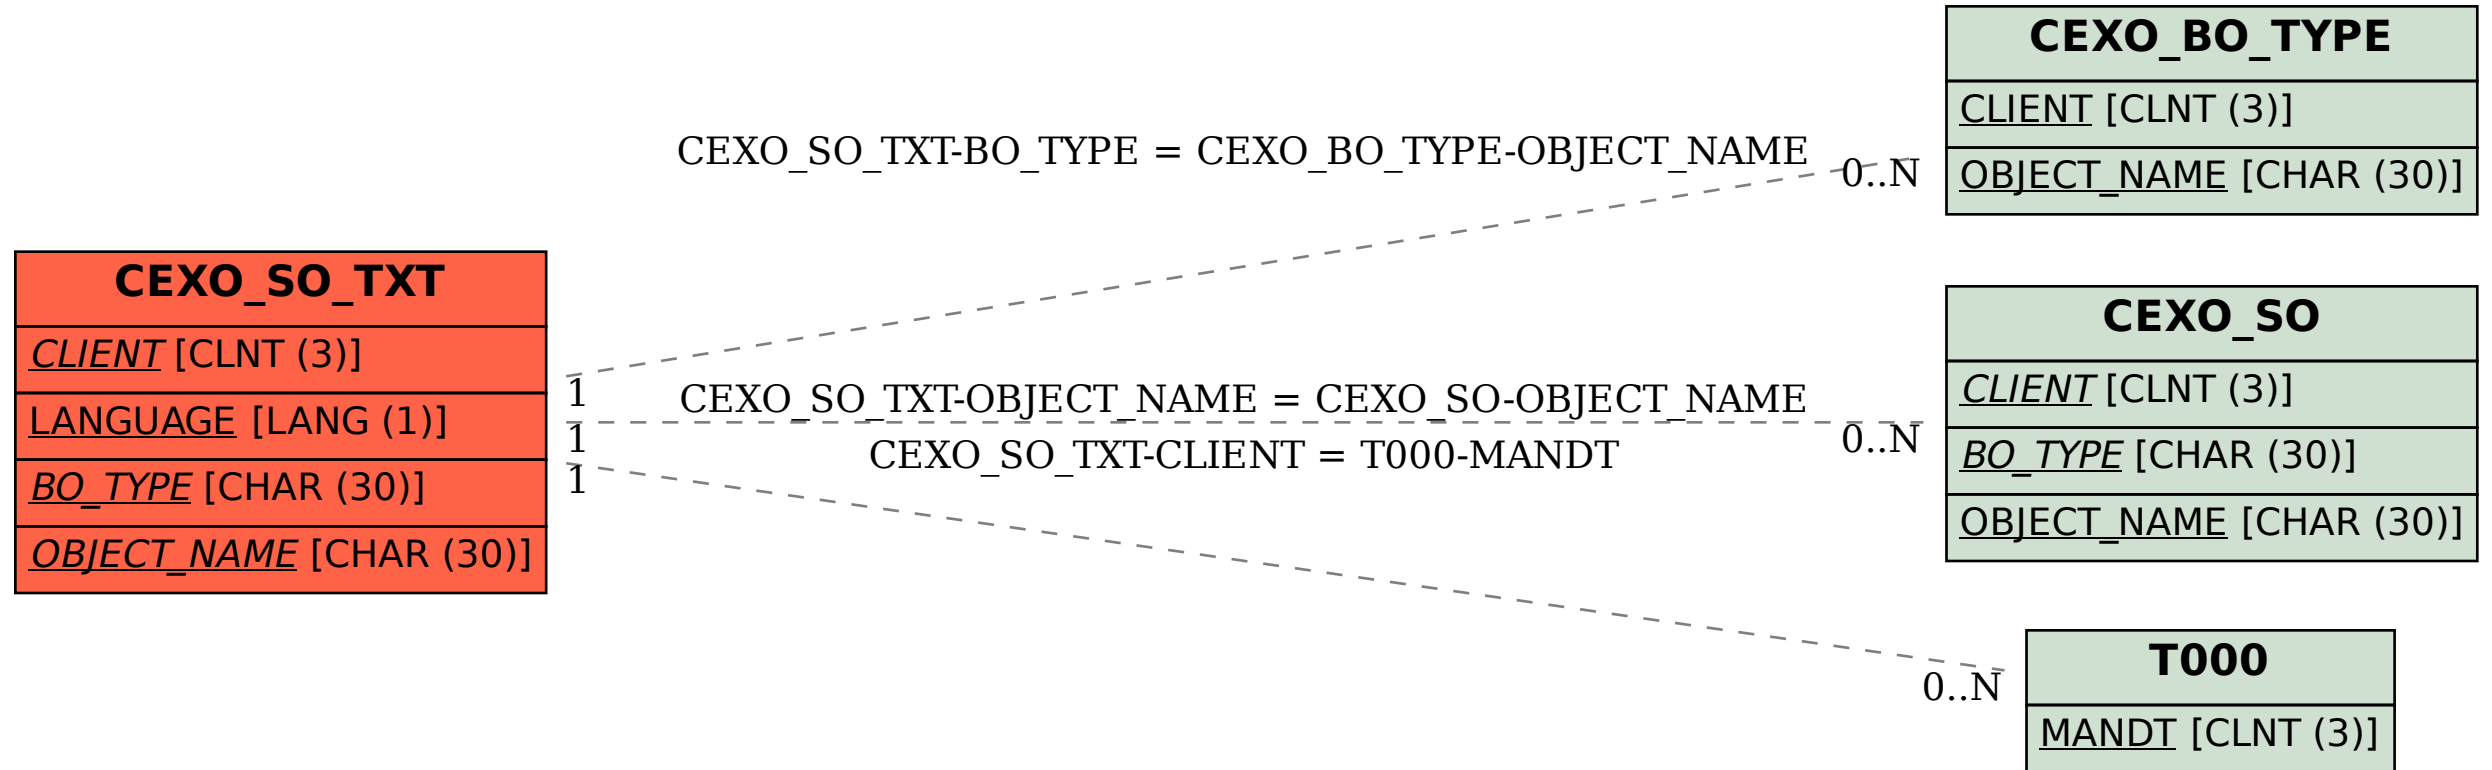 CEXO_SO_TXT
CLIENT [CLNT (3)]
LANGUAGE [LANG (1)]
BO_TYPE [CHAR (30)]
OBJECT_NAME [CHAR (30)]
CEXO_SO_TXT-BO_TYPE = CEXO_BO_TYPE-OBJECT_NAME
1
0..N
CEXO_SO_TXT-OBJECT_NAME = CEXO_SO-OBJECT_NAME
1
0..N
CEXO_SO_TXT-CLIENT = T000-MANDT
1
0..N
CEXO_BO_TYPE
CLIENT [CLNT (3)]
OBJECT_NAME [CHAR (30)]
CEXO_SO
CLIENT [CLNT (3)]
BO_TYPE [CHAR (30)]
OBJECT_NAME [CHAR (30)]
T000
MANDT [CLNT (3)]